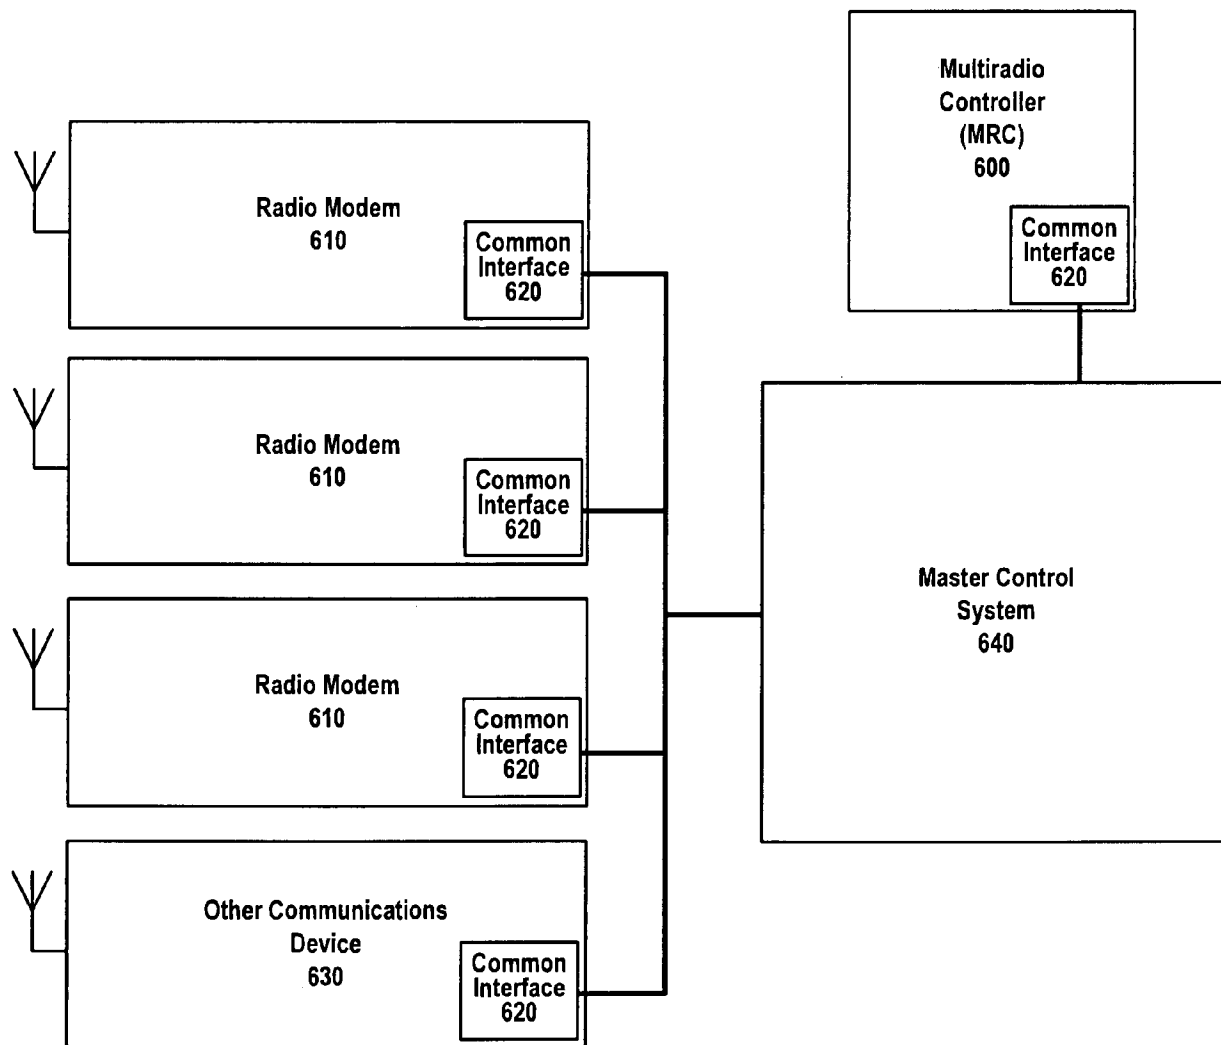 Multiradio
Controller
(MRC)
600
Common
Interface
620
Radio Modem
610
Common
Interface
620
Radio Modem
610
Common
Interface
620
Radio Modem
610
Common
Interface
620
Other Communications
Device
630
Common
Interface
620
Master Control
System
640